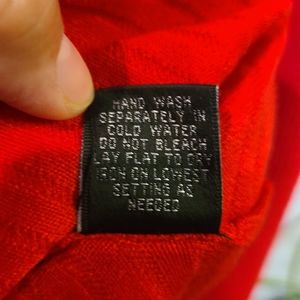 HAND WASH
SEPARATELY IN
COLD WATER
DO NOT BLEACH
LAY FLAT TO DRY
IRON ON LOWEST
SETTING AS
NEEDED